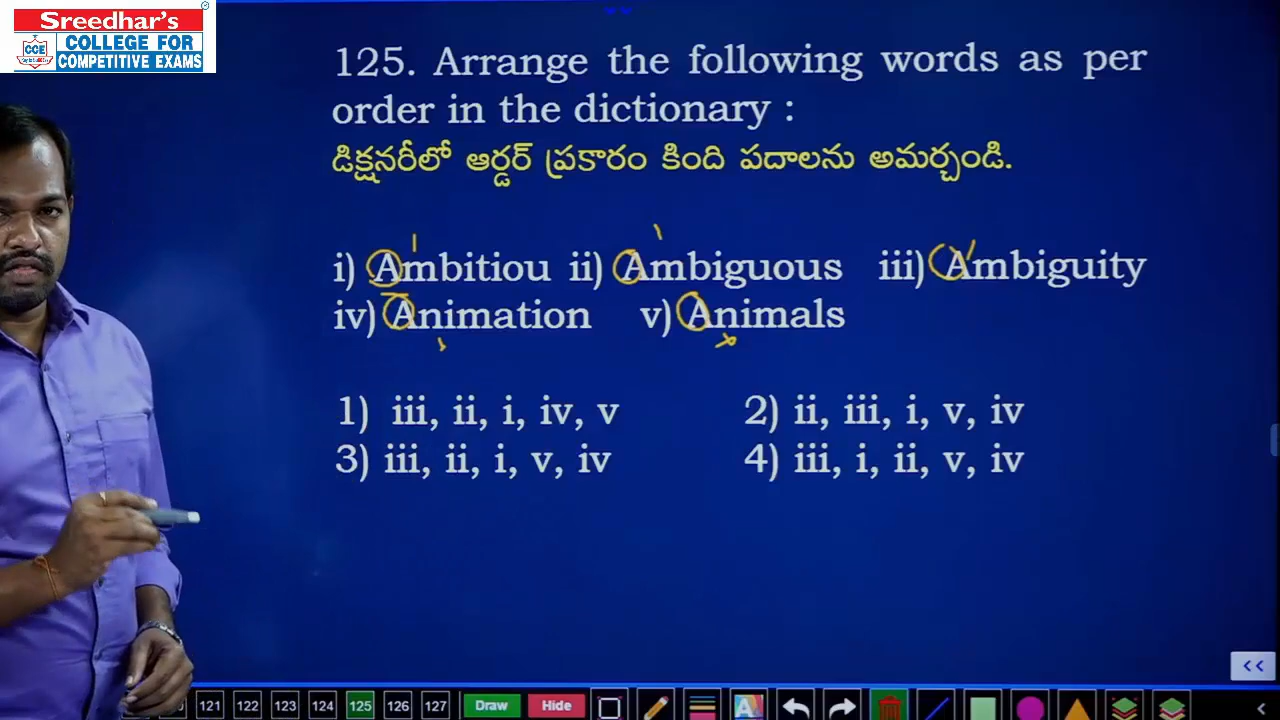 Sreedhar's
CCE
COLLEGE FOR
COMPETITIVE EXAMS
125. Arrange the following words as per
order in the dictionary :
డిక్షనరీలో ఆర్డర్ ప్రకారం కింది పదాలను అమర్చండి.
i) Ambitiou ii) Ambiguous iii) Ambiguity
iv) Animation v) Animals
1) iii, ii, i, iv, v 2) ii, iii, i, v, iv
3) iii, ii, i, v, iv 4) iii, i, ii, v, iv
<<
121 122 123 124 125 126 127 Draw Hide A <